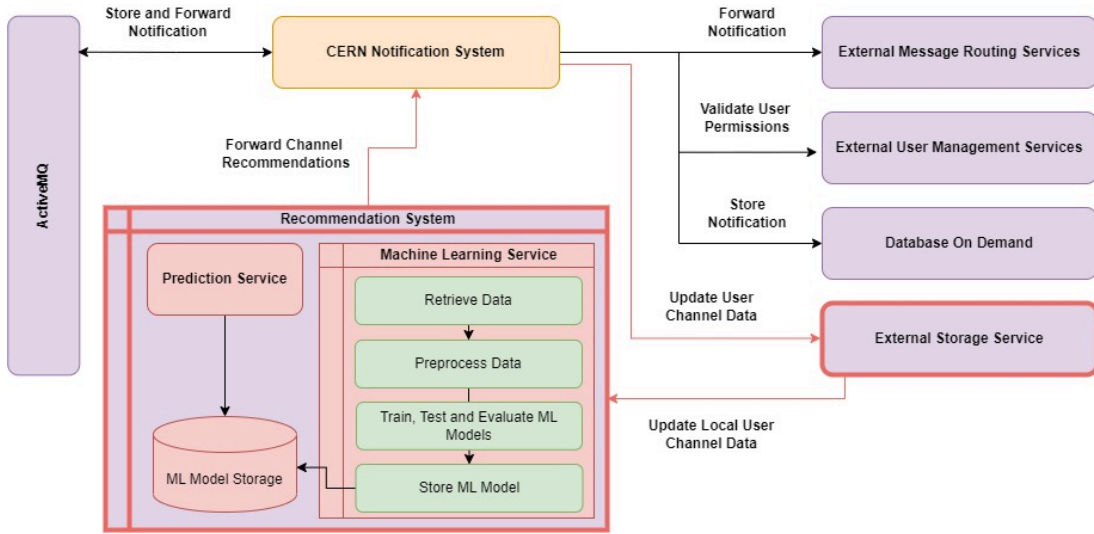 Store and Forward
Notification
CERN Notification System
Forward
Notification
External Message Routing Services
Validate User
Permissions
External User Management Services
ActiveMQ
Forward Channel
Recommendations
Store
Notification
Database On Demand
Recommendation System
Prediction Service
Machine Learning Service
Retrieve Data
Preprocess Data
Train, Test and Evaluate ML
Models
Store ML Model
ML Model Storage
Update User
Channel Data
External Storage Service
Update Local User
Channel Data